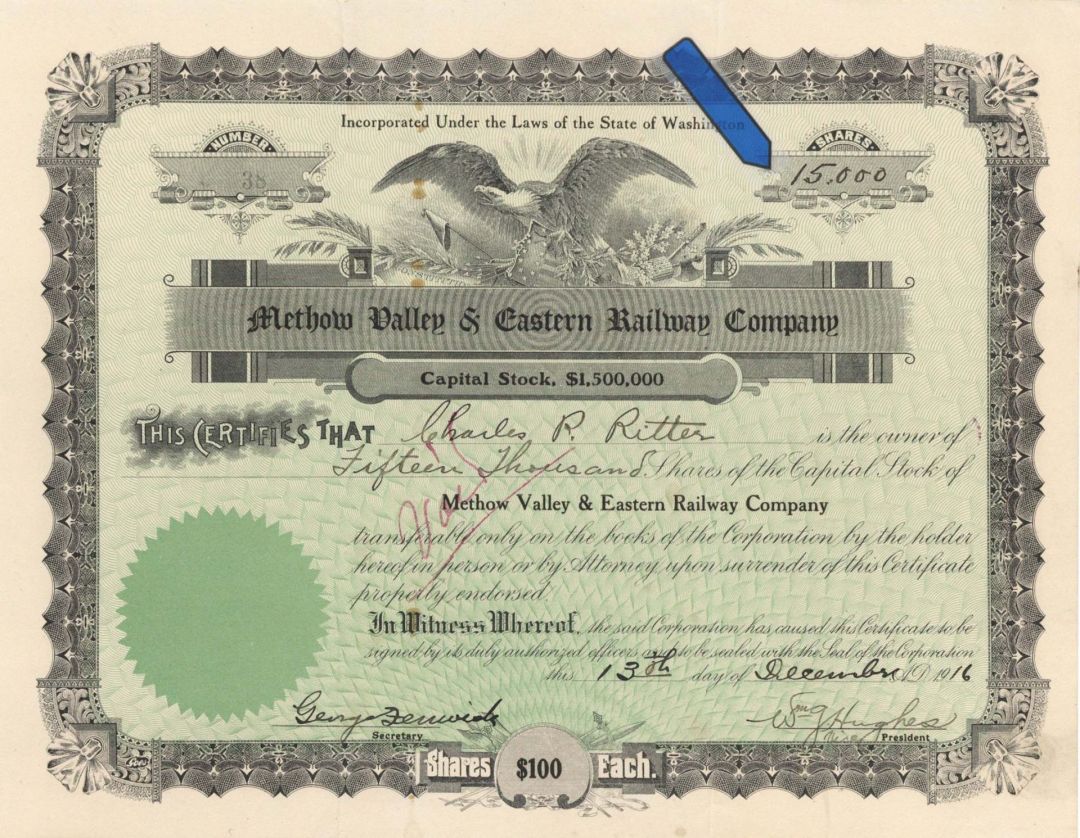 Incorporated Under the Laws of the State of Washington
NUMBER
38
SHARES
15,000
Methow Valley & Eastern Railway Company
Capital Stock, $1,500,000
THIS CERTIFIES THAT Charles P. Ritter is the owner of
Fifteen Thousand Shares of the Capital Stock of
Methow Valley & Eastern Railway Company
transferable only on the books of the Corporation by the holder
hereof in person or by Attorney upon surrender of this Certificate
properly endorsed.
In Witness Whereof, the said Corporation has caused this Certificate to be
signed by its duly authorized officers and to be sealed with the Seal of the Corporation
this 13th day of December A.D. 1916
George Fenwick
Secretary
Wm J Hughes
President
Shares $100 Each.